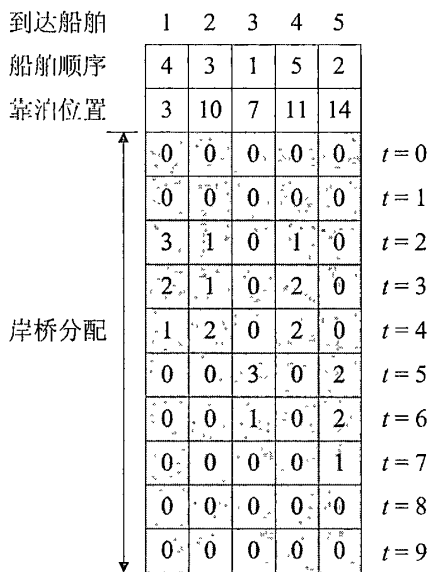 到达船舶 1 2 3 4 5
船舶顺序 4 3 1 5 2
靠泊位置 3 10 7 11 14
0 0 0 0 0 t = 0
0 0 0 0 0 t = 1
3 1 0 1 0 t = 2
2 1 0 2 0 t = 3
岸桥分配 1 2 0 2 0 t = 4
0 0 3 0 2 t = 5
0 0 1 0 2 t = 6
0 0 0 0 1 t = 7
0 0 0 0 0 t = 8
0 0 0 0 0 t = 9